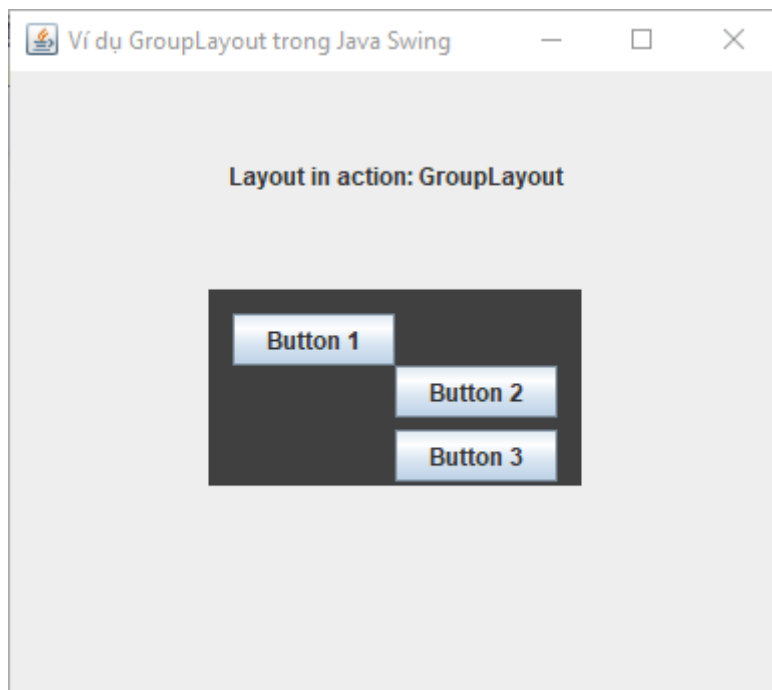 Ví dụ GroupLayout trong Java Swing
Layout in action: GroupLayout
Button 1
Button 2
Button 3